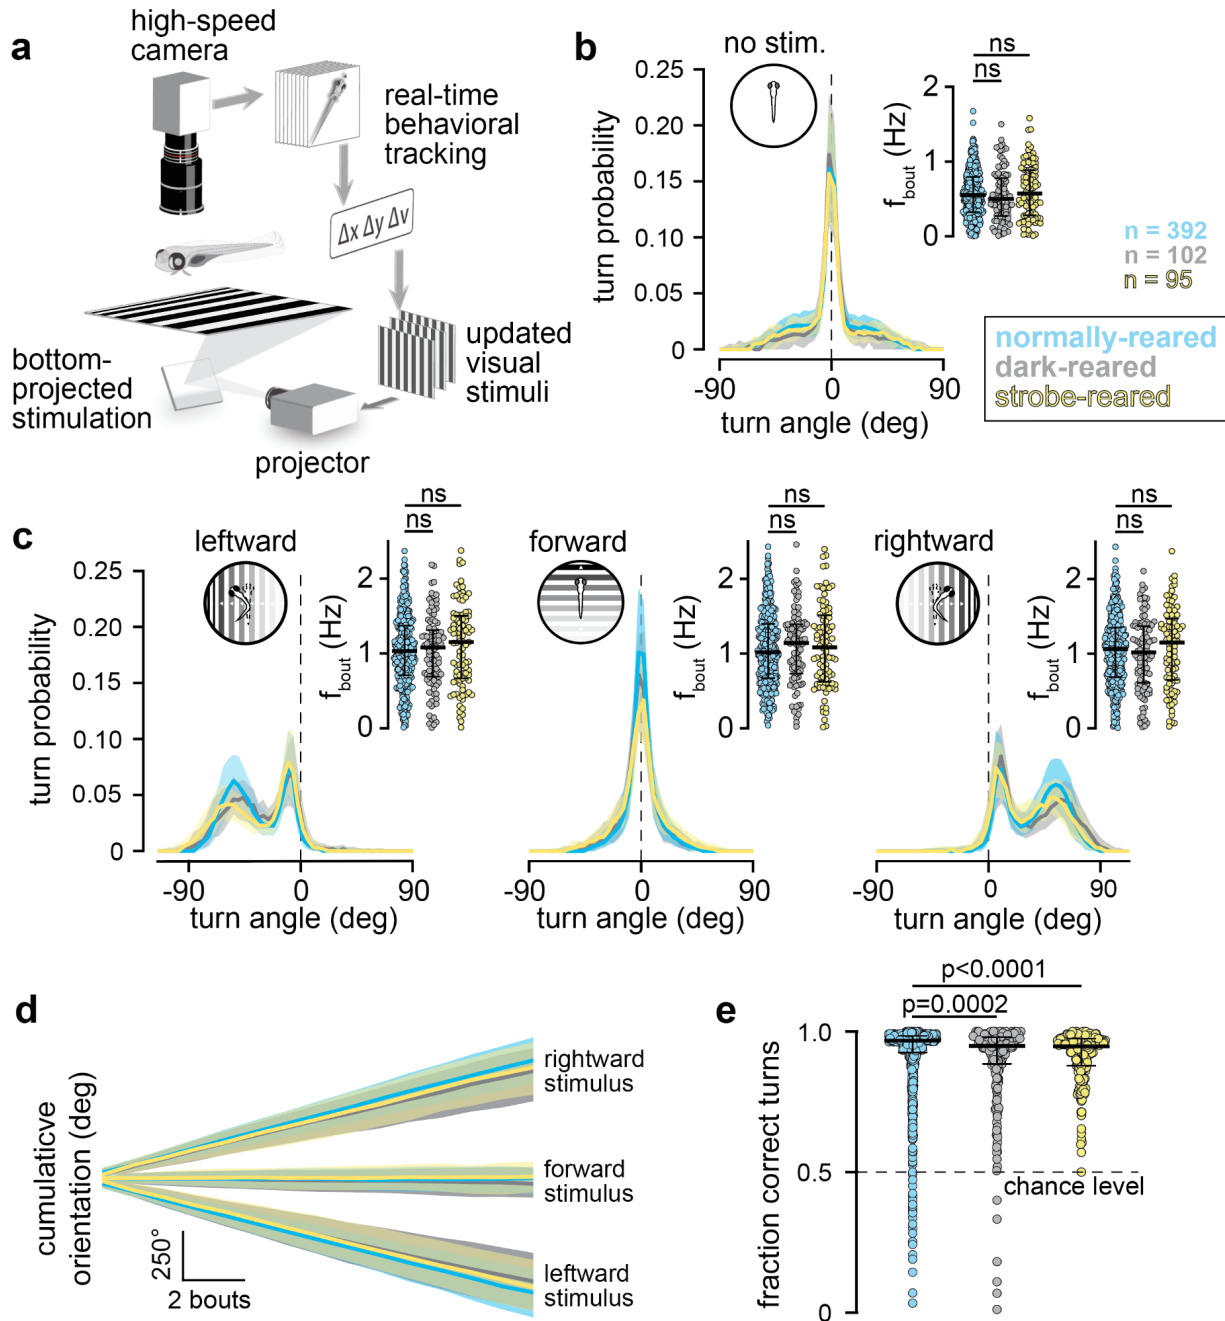 a
high-speed
camera
real-time
behavioral
tracking
Δx Δy Δv
updated
visual
stimuli
bottom-
projected
stimulation
projector
b
no stim.
0.25
0.20
0.15
0.10
0.05
0
turn probability
-90
0
90
turn angle (deg)
ns
ns
2
1
0
f_bout (Hz)
n = 392
n = 102
n = 95
normally-reared
dark-reared
strobe-reared
c
leftward
0.25
0.20
0.15
0.10
0.05
0
turn probability
-90
0
90
turn angle (deg)
ns
ns
2
1
0
f_bout (Hz)
forward
-90
0
90
turn angle (deg)
ns
ns
2
1
0
f_bout (Hz)
rightward
-90
0
90
turn angle (deg)
ns
ns
2
1
0
f_bout (Hz)
d
cumulaticve
orientation (deg)
250°
2 bouts
rightward
stimulus
forward
stimulus
leftward
stimulus
e
p<0.0001
p=0.0002
1.0
0.5
0
fraction correct turns
chance level